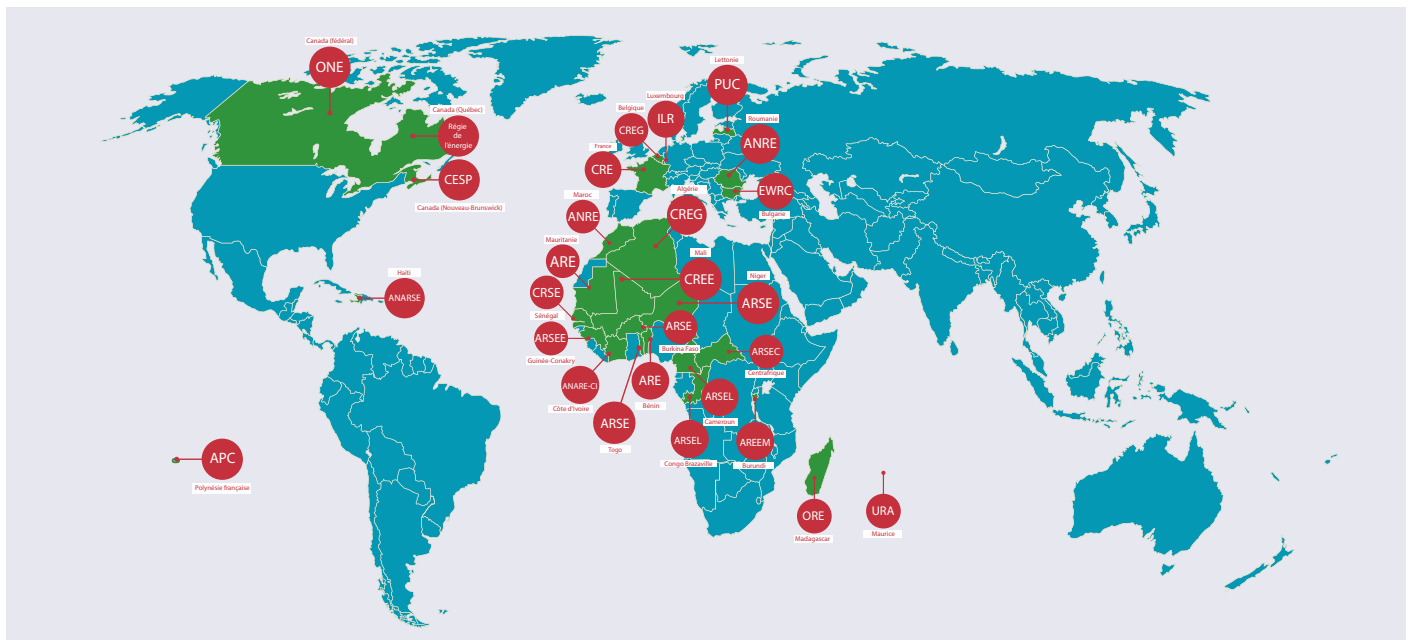 Canada (fédéral)
ONE
Canada (Québec)
Régie
de
l'énergie
CESP
Canada (Nouveau-Brunswick)
Haïti
ANARSE
APC
Polynésie française
Lettonie
PUC
Luxembourg
ILR
Belgique
CREG
France
CRE
Roumanie
ANRE
EWRC
Bulgarie
Algérie
CREG
Maroc
ANRE
Mauritanie
ARE
Mali
CREE
Niger
ARSE
CRSE
Sénégal
ARSEE
Guinée-Conakry
ARSE
Burkina Faso
ARSEC
Centrafrique
ANARE-CI
Côte d'Ivoire
ARE
Bénin
ARSE
Togo
ARSEL
Cameroun
ARSEL
Congo Brazaville
AREEM
Burundi
ORE
Madagascar
URA
Maurice